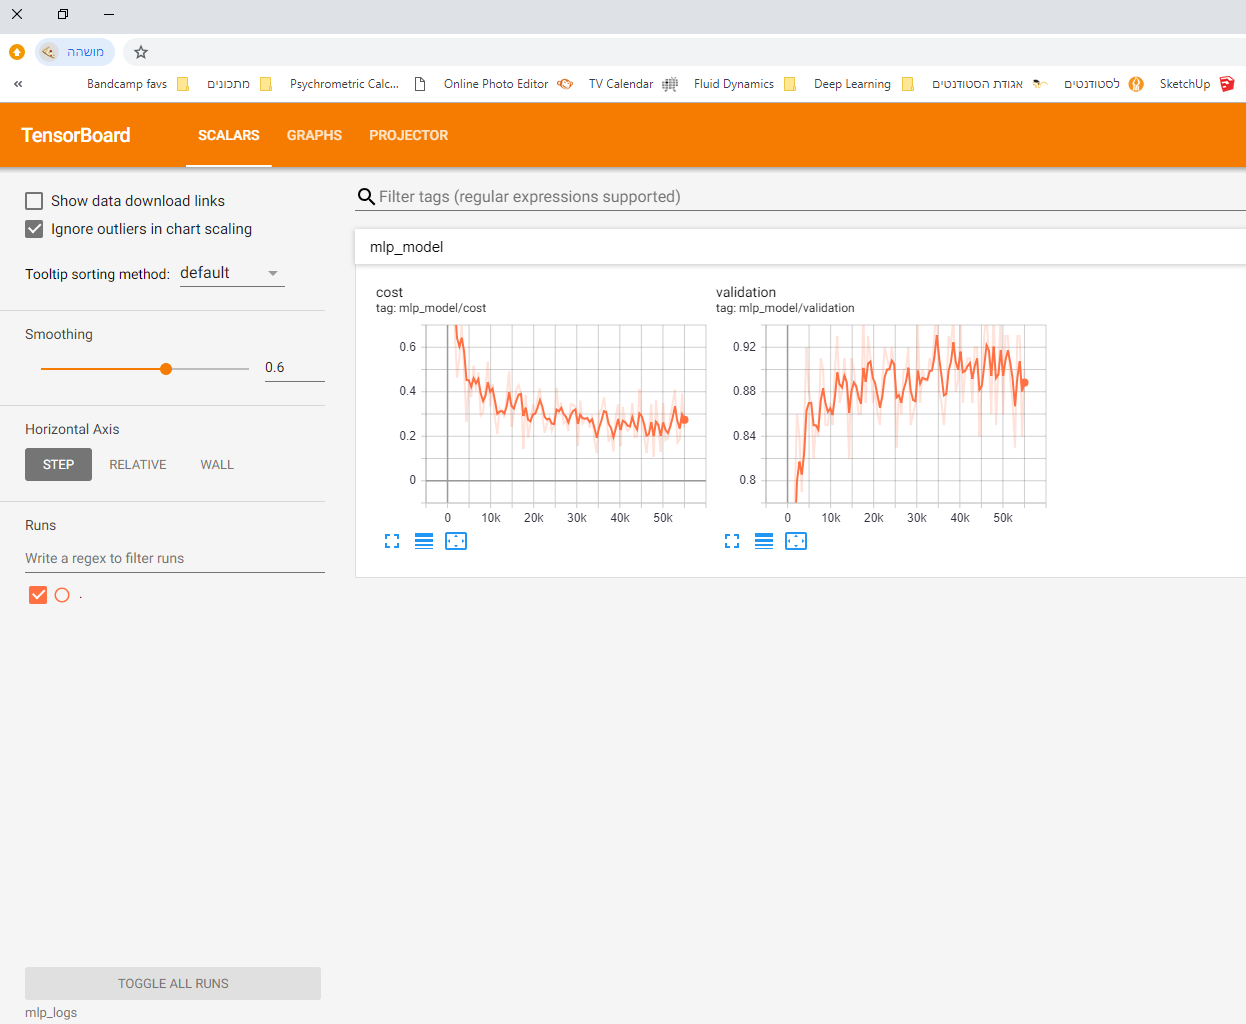 מושהה
« Bandcamp favs מתכונים Psychrometric Calc... Online Photo Editor TV Calendar Fluid Dynamics Deep Learning אגודת הסטודנטים לסטודנטים SketchUp
TensorBoard SCALARS GRAPHS PROJECTOR
Show data download links
Ignore outliers in chart scaling
Tooltip sorting method: default
Smoothing
0.6
Horizontal Axis
STEP RELATIVE WALL
Runs
Write a regex to filter runs
.
TOGGLE ALL RUNS
mlp_logs
Filter tags (regular expressions supported)
mlp_model
cost
tag: mlp_model/cost
0.6
0.4
0.2
0
0 10k 20k 30k 40k 50k
validation
tag: mlp_model/validation
0.92
0.88
0.84
0.8
0 10k 20k 30k 40k 50k